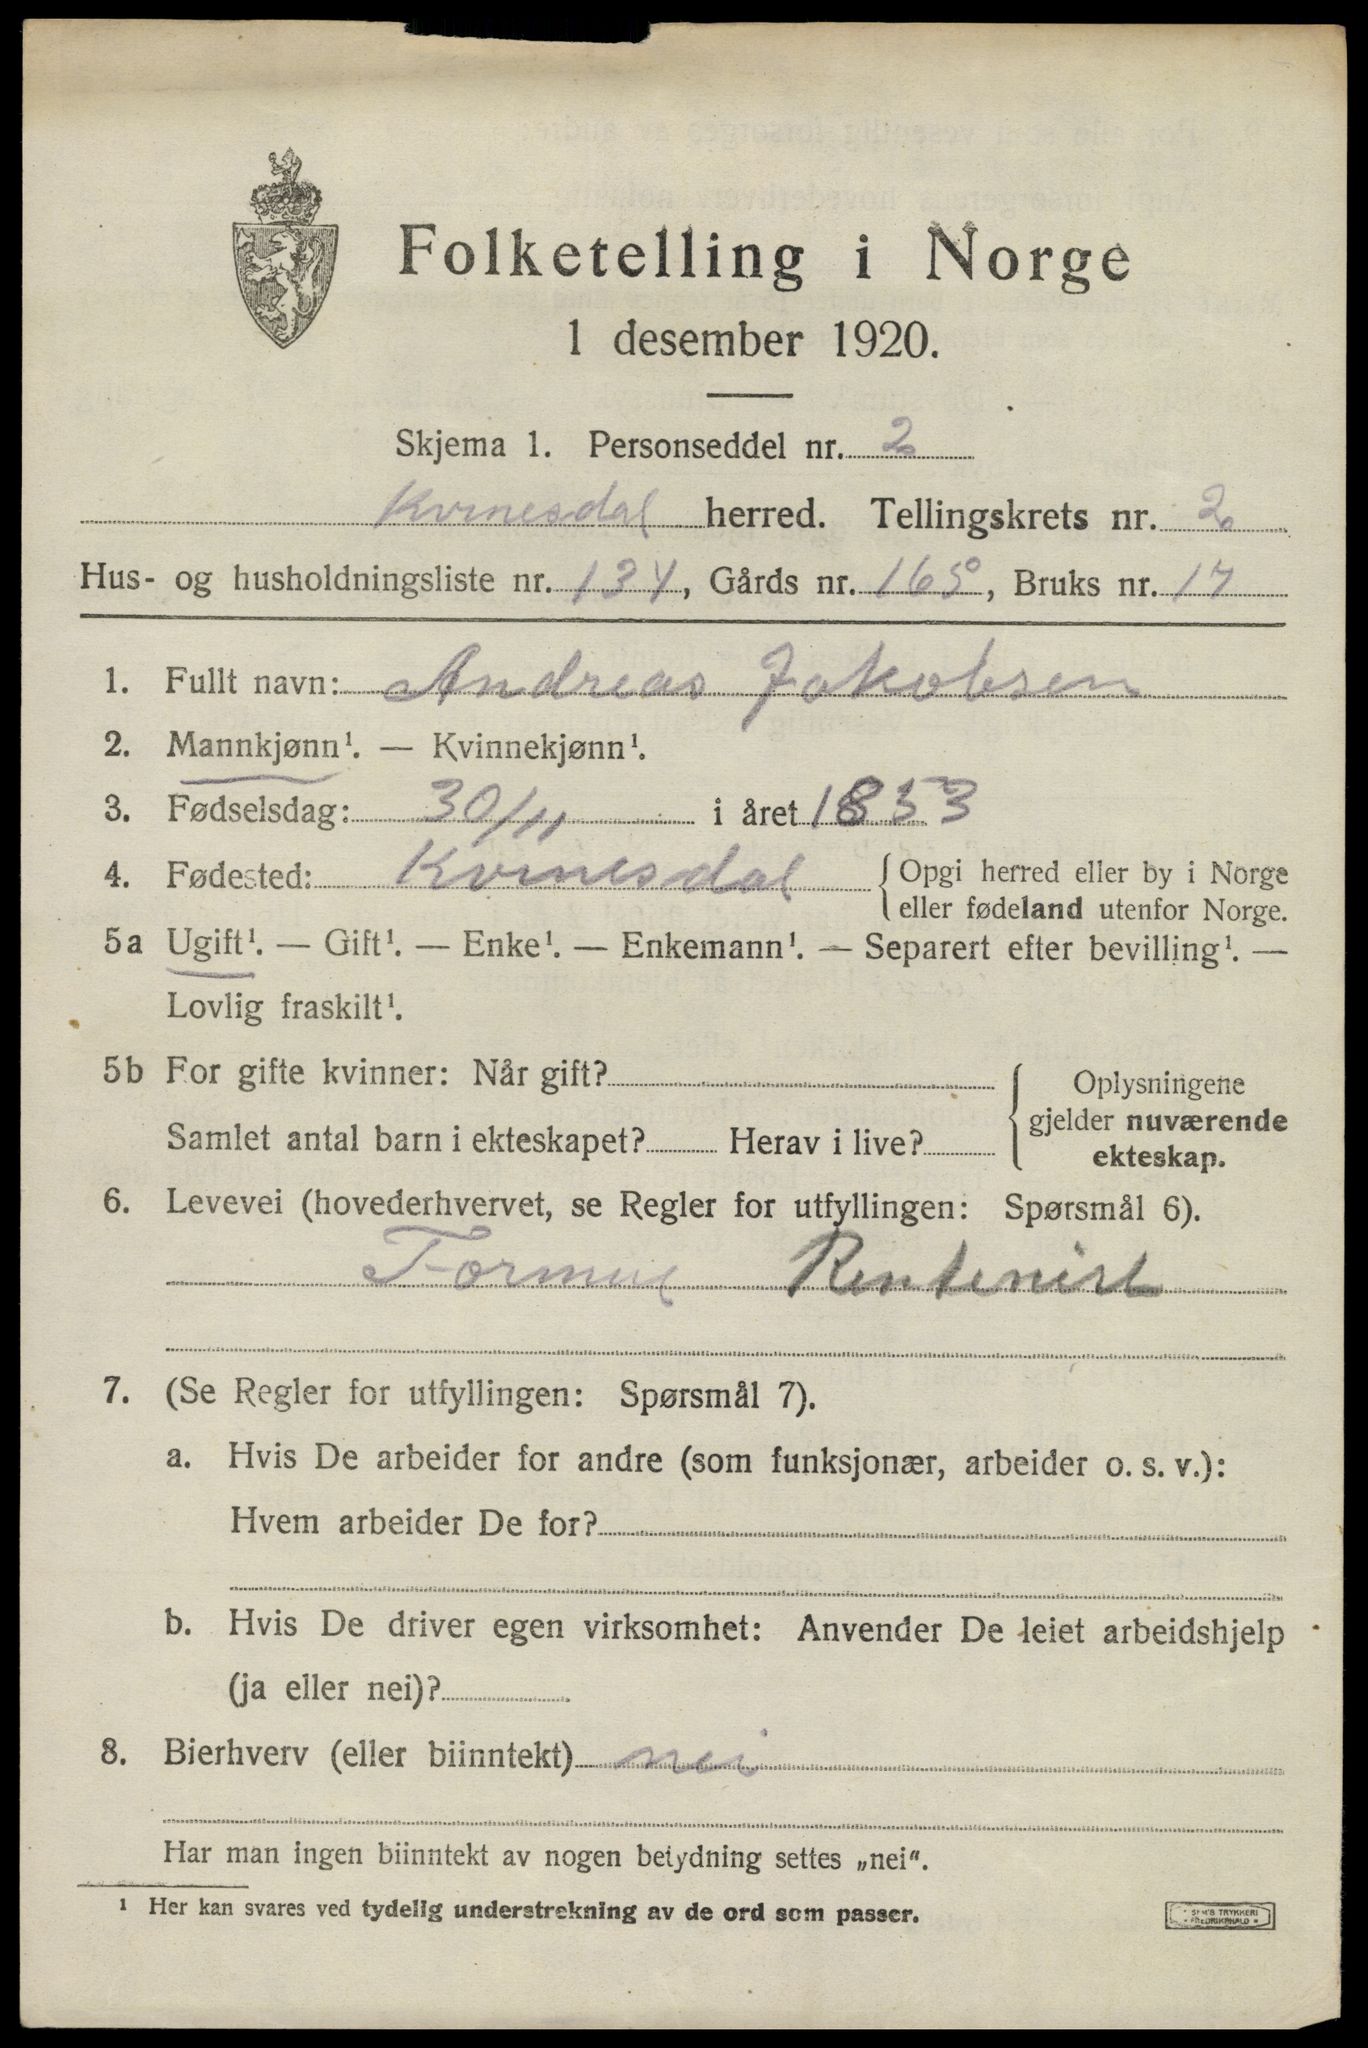 Folketelling i Norge
1 desember 1920.
Skjema 1. Personseddel nr. 2
Kvinesdal herred. Tellingskrets nr. 2
Hus- og husholdningsliste nr. 134, Gårds nr. 165, Bruks nr. 17
1. Fullt navn: Andreas Jakobsen
2. Mannkjønn¹. — Kvinnekjønn¹.
3. Fødselsdag: 30/11 i året 1853
4. Fødested: Kvinesdal { Opgi herred eller by i Norge
eller fødeland utenfor Norge.
5a Ugift¹. — Gift¹. — Enke¹. — Enkemann¹. — Separert efter bevilling¹. —
Lovlig fraskilt¹.
5b For gifte kvinner: Når gift?
Samlet antal barn i ekteskapet? Herav i live?
{ Oplysningene
gjelder nuværende
ekteskap.
6. Levevei (hovederhvervet, se Regler for utfyllingen: Spørsmål 6).
Formue Rentenist
7. (Se Regler for utfyllingen: Spørsmål 7).
a. Hvis De arbeider for andre (som funksjonær, arbeider o. s. v.):
Hvem arbeider De for?
b. Hvis De driver egen virksomhet: Anvender De leiet arbeidshjelp
(ja eller nei)?
8. Bierhverv (eller biinntekt) nei
Har man ingen biinntekt av nogen betydning settes „nei".
¹ Her kan svares ved tydelig understrekning av de ord som passer.
SEM'S TRYKKERI
FREDRIKSHALD